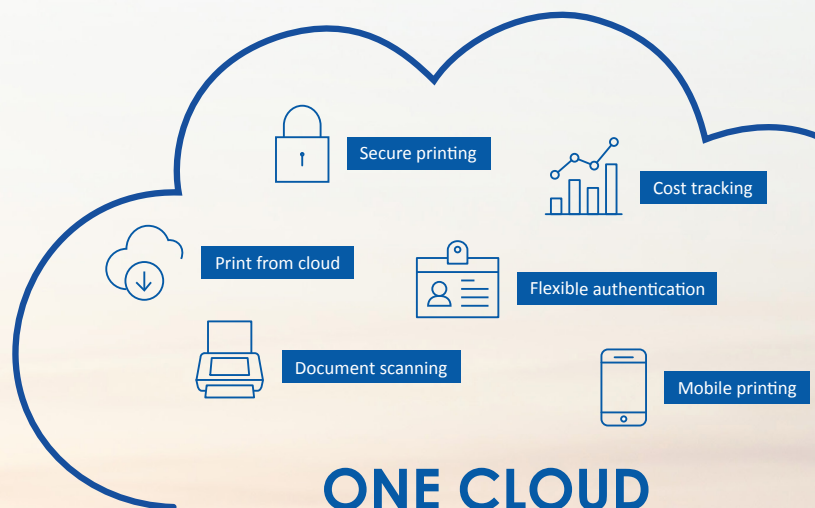 Secure printing
Cost tracking
Print from cloud
Flexible authentication
Document scanning
Mobile printing
ONE CLOUD